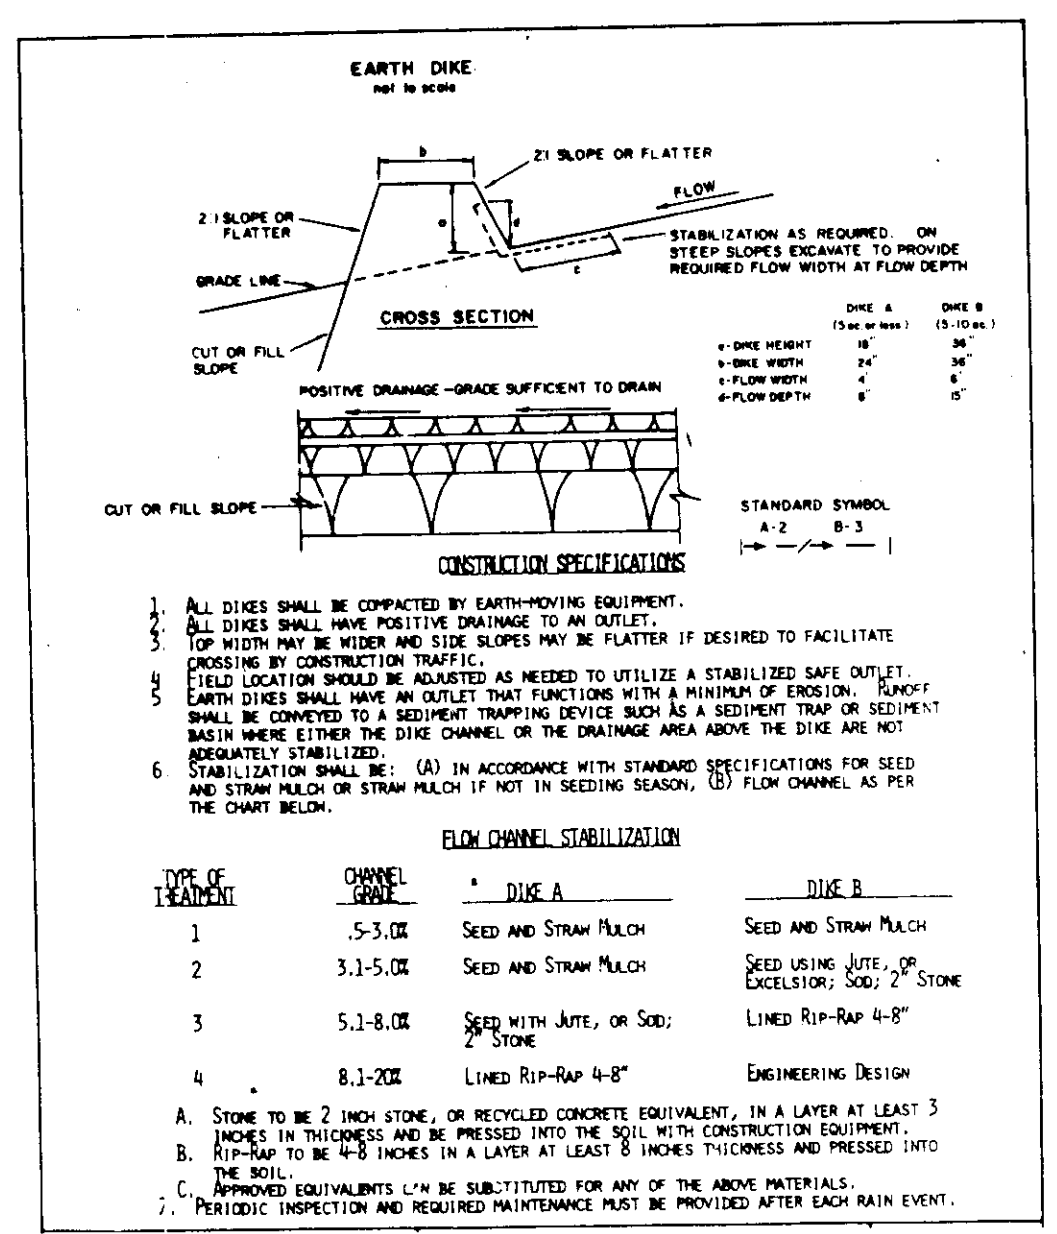 EARTH DIKE
not to scale
b
2:1 SLOPE OR FLATTER
FLOW
2:1 SLOPE OR
FLATTER
a
d
STABILIZATION AS REQUIRED. ON
STEEP SLOPES EXCAVATE TO PROVIDE
REQUIRED FLOW WIDTH AT FLOW DEPTH
c
GRADE LINE
CROSS SECTION
CUT OR FILL
SLOPE
DIKE A DIKE B
(5 ac. or less) (5-10 ac.)
a-DIKE HEIGHT 18" 36"
b-DIKE WIDTH 24" 36"
c-FLOW WIDTH 4' 6'
d-FLOW DEPTH 8" 15"
POSITIVE DRAINAGE-GRADE SUFFICIENT TO DRAIN
CUT OR FILL SLOPE
STANDARD SYMBOL
A-2 B-3
CONSTRUCTION SPECIFICATIONS
1. ALL DIKES SHALL BE COMPACTED BY EARTH-MOVING EQUIPMENT.
2. ALL DIKES SHALL HAVE POSITIVE DRAINAGE TO AN OUTLET.
3. TOP WIDTH MAY BE WIDER AND SIDE SLOPES MAY BE FLATTER IF DESIRED TO FACILITATE
CROSSING BY CONSTRUCTION TRAFFIC.
4 FIELD LOCATION SHOULD BE ADJUSTED AS NEEDED TO UTILIZE A STABILIZED SAFE OUTLET.
5 EARTH DIKES SHALL HAVE AN OUTLET THAT FUNCTIONS WITH A MINIMUM OF EROSION. RUNOFF
SHALL BE CONVEYED TO A SEDIMENT TRAPPING DEVICE SUCH AS A SEDIMENT TRAP OR SEDIMENT
BASIN WHERE EITHER THE DIKE CHANNEL OR THE DRAINAGE AREA ABOVE THE DIKE ARE NOT
ADEQUATELY STABILIZED.
6. STABILIZATION SHALL BE: (A) IN ACCORDANCE WITH STANDARD SPECIFICATIONS FOR SEED
AND STRAW MULCH OR STRAW MULCH IF NOT IN SEEDING SEASON, (B) FLOW CHANNEL AS PER
THE CHART BELOW.
FLOW CHANNEL STABILIZATION
TYPE OF TREATMENT CHANNEL GRADE DIKE A DIKE B
1 .5-3.0% SEED AND STRAW MULCH SEED AND STRAW MULCH
2 3.1-5.0% SEED AND STRAW MULCH SEED USING JUTE, OR
EXCELSIOR; SOD; 2" STONE
3 5.1-8.0% SEED WITH JUTE, OR SOD; LINED RIP-RAP 4-8"
2" STONE
4 8.1-20% LINED RIP-RAP 4-8" ENGINEERING DESIGN
A. STONE TO BE 2 INCH STONE, OR RECYCLED CONCRETE EQUIVALENT, IN A LAYER AT LEAST 3
INCHES IN THICKNESS AND BE PRESSED INTO THE SOIL WITH CONSTRUCTION EQUIPMENT.
B. RIP-RAP TO BE 4-8 INCHES IN A LAYER AT LEAST 8 INCHES THICKNESS AND PRESSED INTO
THE SOIL.
C. APPROVED EQUIVALENTS CAN BE SUBSTITUTED FOR ANY OF THE ABOVE MATERIALS.
7. PERIODIC INSPECTION AND REQUIRED MAINTENANCE MUST BE PROVIDED AFTER EACH RAIN EVENT.